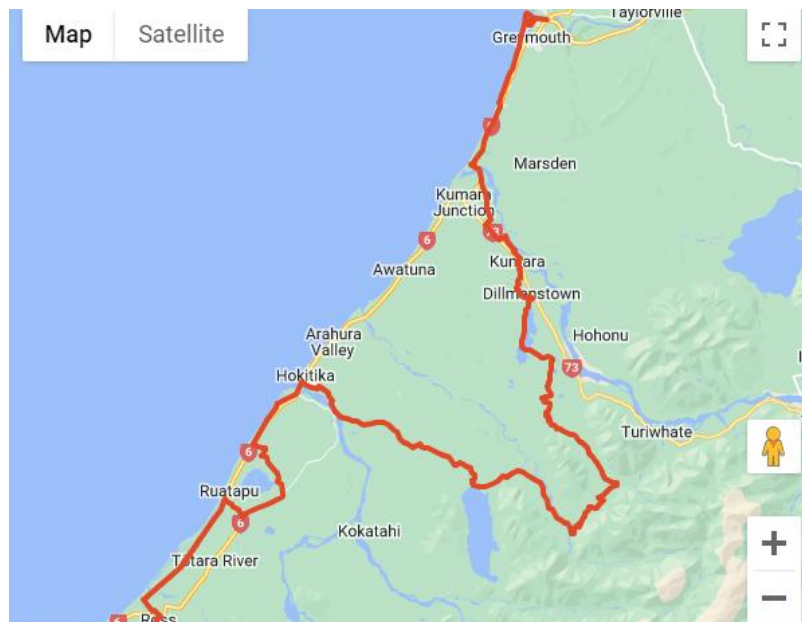 Map
Satellite
Taylorville
Greymouth
6
Marsden
Kumara
Junction
73
6
Kumara
Awatuna
Dillmanstown
Arahura
Valley
Hohonu
73
Hokitika
Turiwhate
6
Ruatapu
6
Kokatahi
Totara River
6
Ross